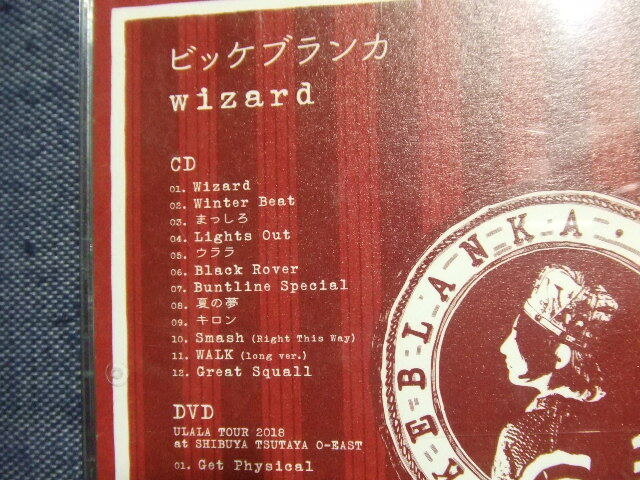 ビッケブランカ
wizard
CD
01. Wizard
02. Winter Beat
03. まっしろ
04. Lights Out
05. ウララ
06. Black Rover
07. Buntline Special
08. 夏の夢
09. キロン
10. Smash (Right This Way)
11. WALK (long ver.)
12. Great Squall
DVD
ULALA TOUR 2018
at SHIBUYA TSUTAYA O-EAST
01. Get Physical
KE=BLANKA.